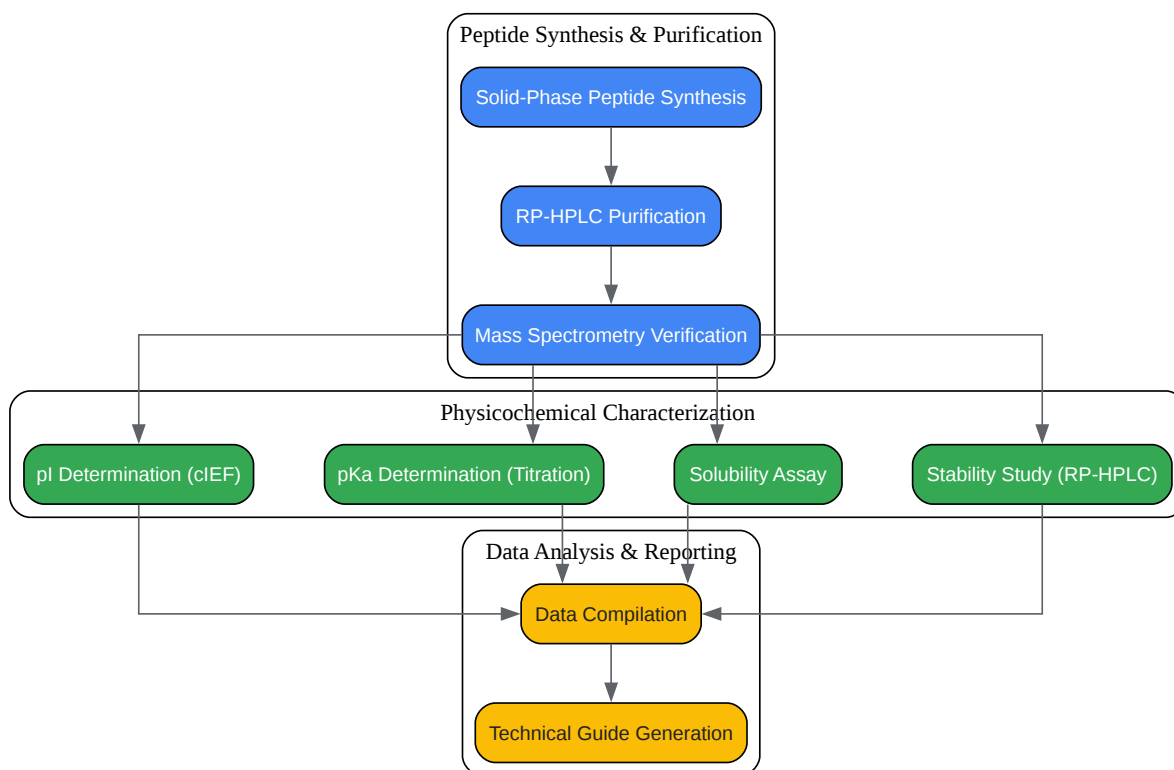 Peptide Synthesis & Purification
Solid-Phase Peptide Synthesis
RP-HPLC Purification
Mass Spectrometry Verification
Physicochemical Characterization
pI Determination (cIEF)
pKa Determination (Titration)
Solubility Assay
Stability Study (RP-HPLC)
Data Analysis & Reporting
Data Compilation
Technical Guide Generation